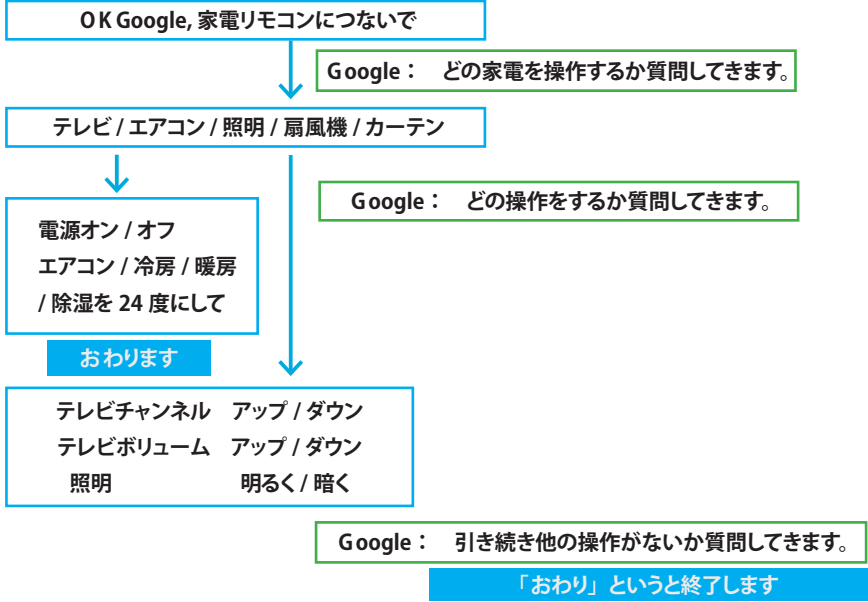 OK Google, 家電リモコンにつないで
Google： どの家電を操作するか質問してきます。
テレビ / エアコン / 照明 / 扇風機 / カーテン
Google： どの操作をするか質問してきます。
電源オン / オフ
エアコン / 冷房 / 暖房
/ 除湿を 24 度にして
おわります
テレビチャンネル アップ / ダウン
テレビボリューム アップ / ダウン
照明 明るく / 暗く
Google： 引き続き他の操作がないか質問してきます。
「おわり」というと終了します